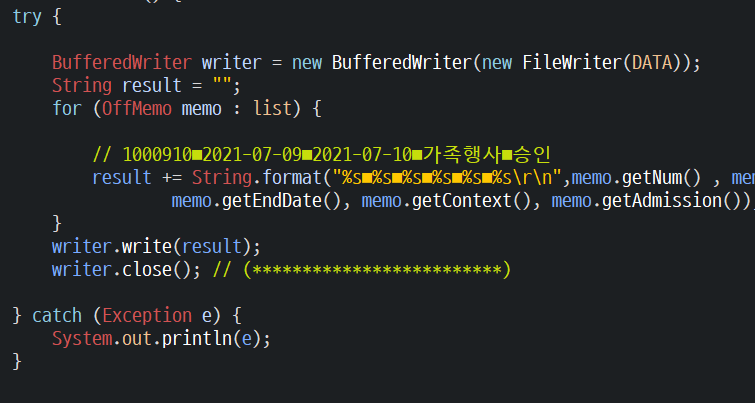 try {
BufferedWriter writer = new BufferedWriter(new FileWriter(DATA));
String result = "";
for (OffMemo memo : list) {
// 1000910■2021-07-09■2021-07-10■가족행사■승인
result += String.format("%s■%s■%s■%s■%s■%s\r\n",memo.getNum() , me
memo.getEndDate(), memo.getContext(), memo.getAdmission())
}
writer.write(result);
writer.close(); // (*************************)
} catch (Exception e) {
System.out.println(e);
}